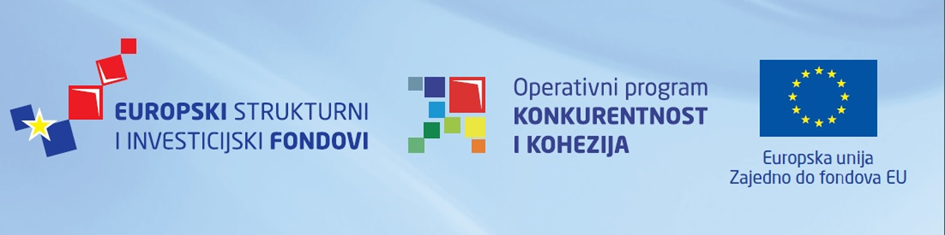 EUROPSKI STRUKTURNI
I INVESTICIJSKI FONDOVI
Operativni program
KONKURENTNOST
I KOHEZIJA
Europska unija
Zajedno do fondova EU